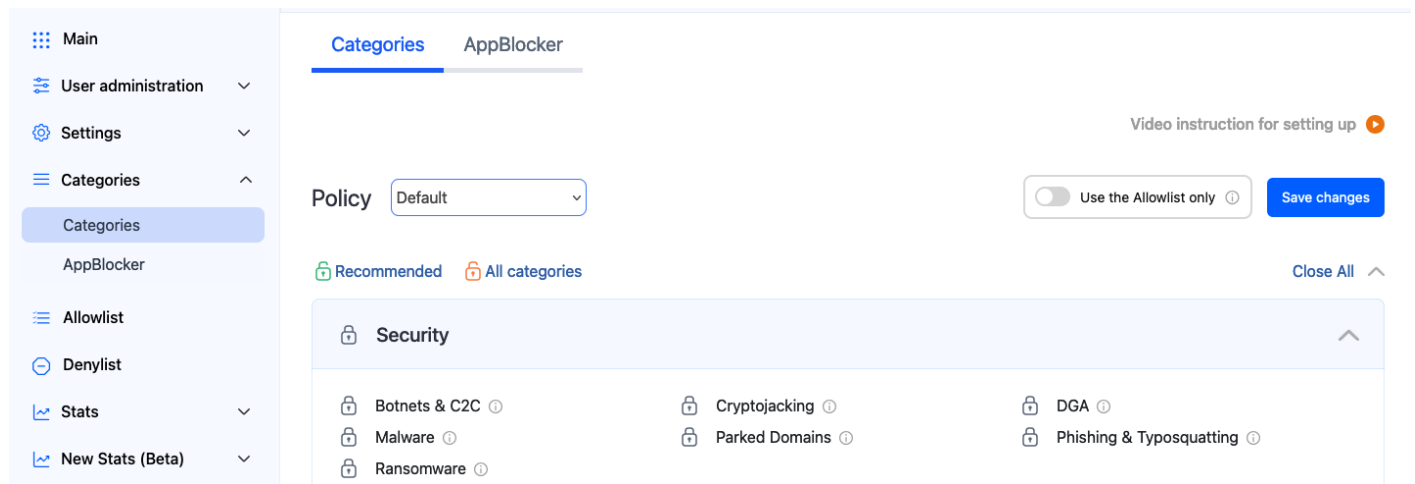 Main
User administration
Settings
Categories
Categories
AppBlocker
Allowlist
Denylist
Stats
New Stats (Beta)
Categories AppBlocker
Video instruction for setting up
Policy Default Use the Allowlist only Save changes
Recommended All categories Close All
Security
Botnets & C2C Cryptojacking DGA
Malware Parked Domains Phishing & Typosquatting
Ransomware